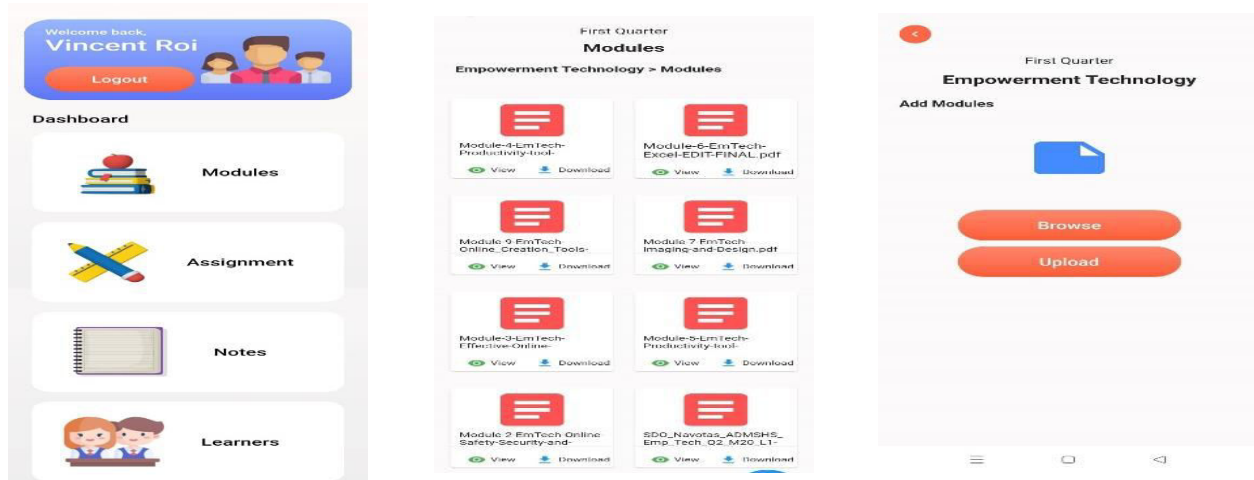 Welcome back,
Vincent Roi
Logout
Dashboard
Modules
Assignment
Notes
Learners
First Quarter
Modules
Empowerment Technology > Modules
Module-4-EmTech-
Productivity-tool-
View Download
Module-6-EmTech-
Excel-EDIT-FINAL.pdf
View Download
Module-9-EmTech-
Online_Creation_Tools-
View Download
Module-7-EmTech-
Imaging-and-Design.pdf
View Download
Module-3-EmTech-
Effective-Online-
View Download
Module-5-EmTech-
Productivity-tool-
View Download
Module-2-EmTech-Online-
Safety-Security-and-
View Download
SDO_Navotas_ADMSHS_
Emp_Tech_Q2_M20_L1-
View Download
First Quarter
Empowerment Technology
Add Modules
Browse
Upload